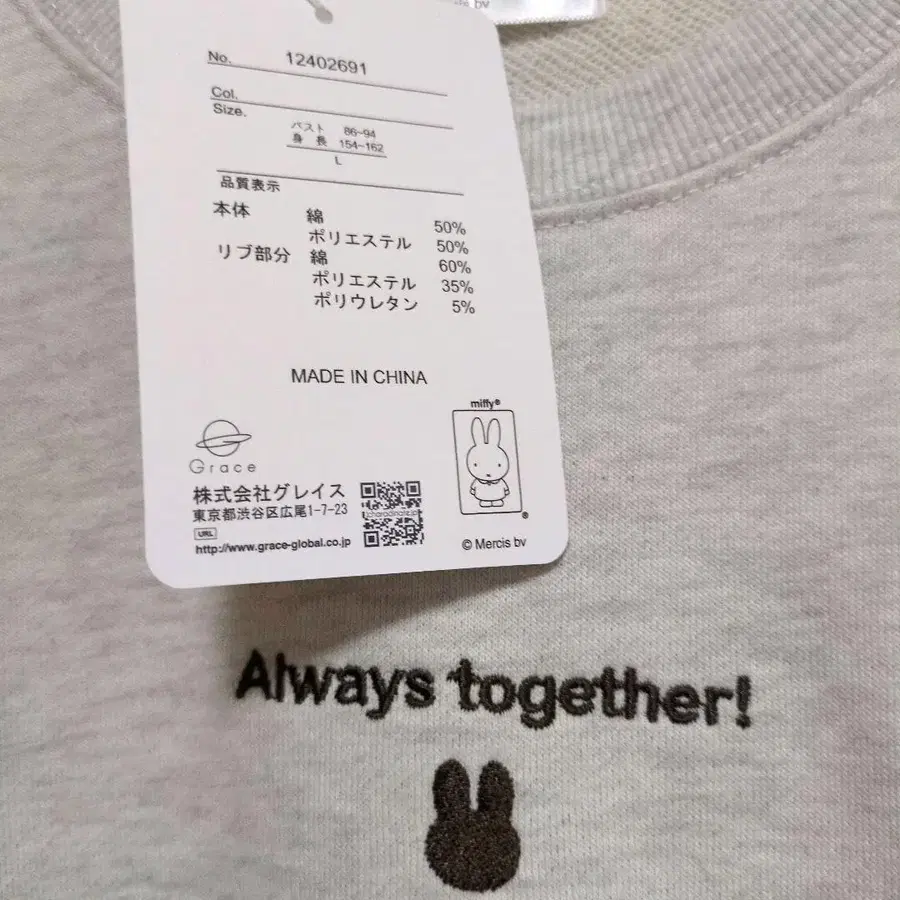 is bv
No. 12402691
Col.
Size.
バスト 86-94
身長 154-162
L
品質表示
本体 綿 50%
ポリエステル 50%
リブ部分 綿 60%
ポリエステル 35%
ポリウレタン 5%
MADE IN CHINA
miffy®
®
Grace
株式会社グレイス
東京都渋谷区広尾1-7-23
URL
http://www.grace-global.co.jp
© Mercis bv
Always together!